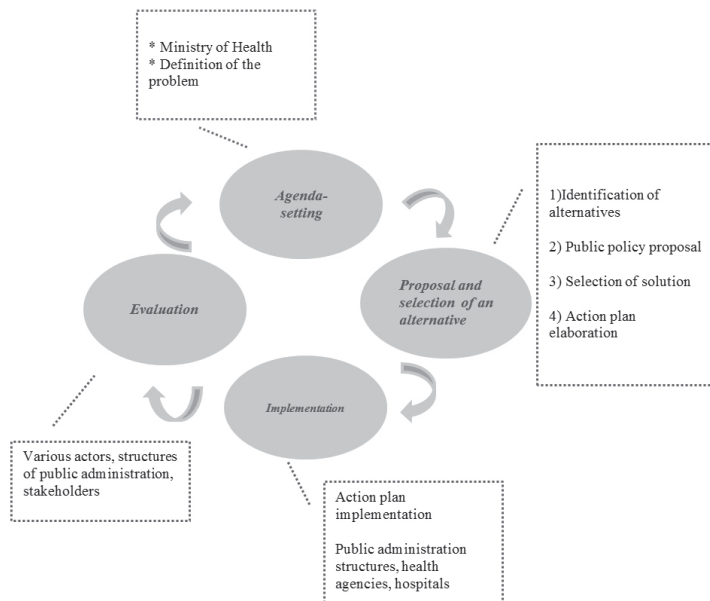 * Ministry of Health
* Definition of the
problem
Agenda-
setting
1)Identification of
alternatives
2) Public policy proposal
3) Selection of solution
4) Action plan
elaboration
Proposal and
selection of an
alternative
Evaluation
Implementation
Various actors, structures
of public administration,
stakeholders
Action plan
implementation
Public administration
structures, health
agencies, hospitals